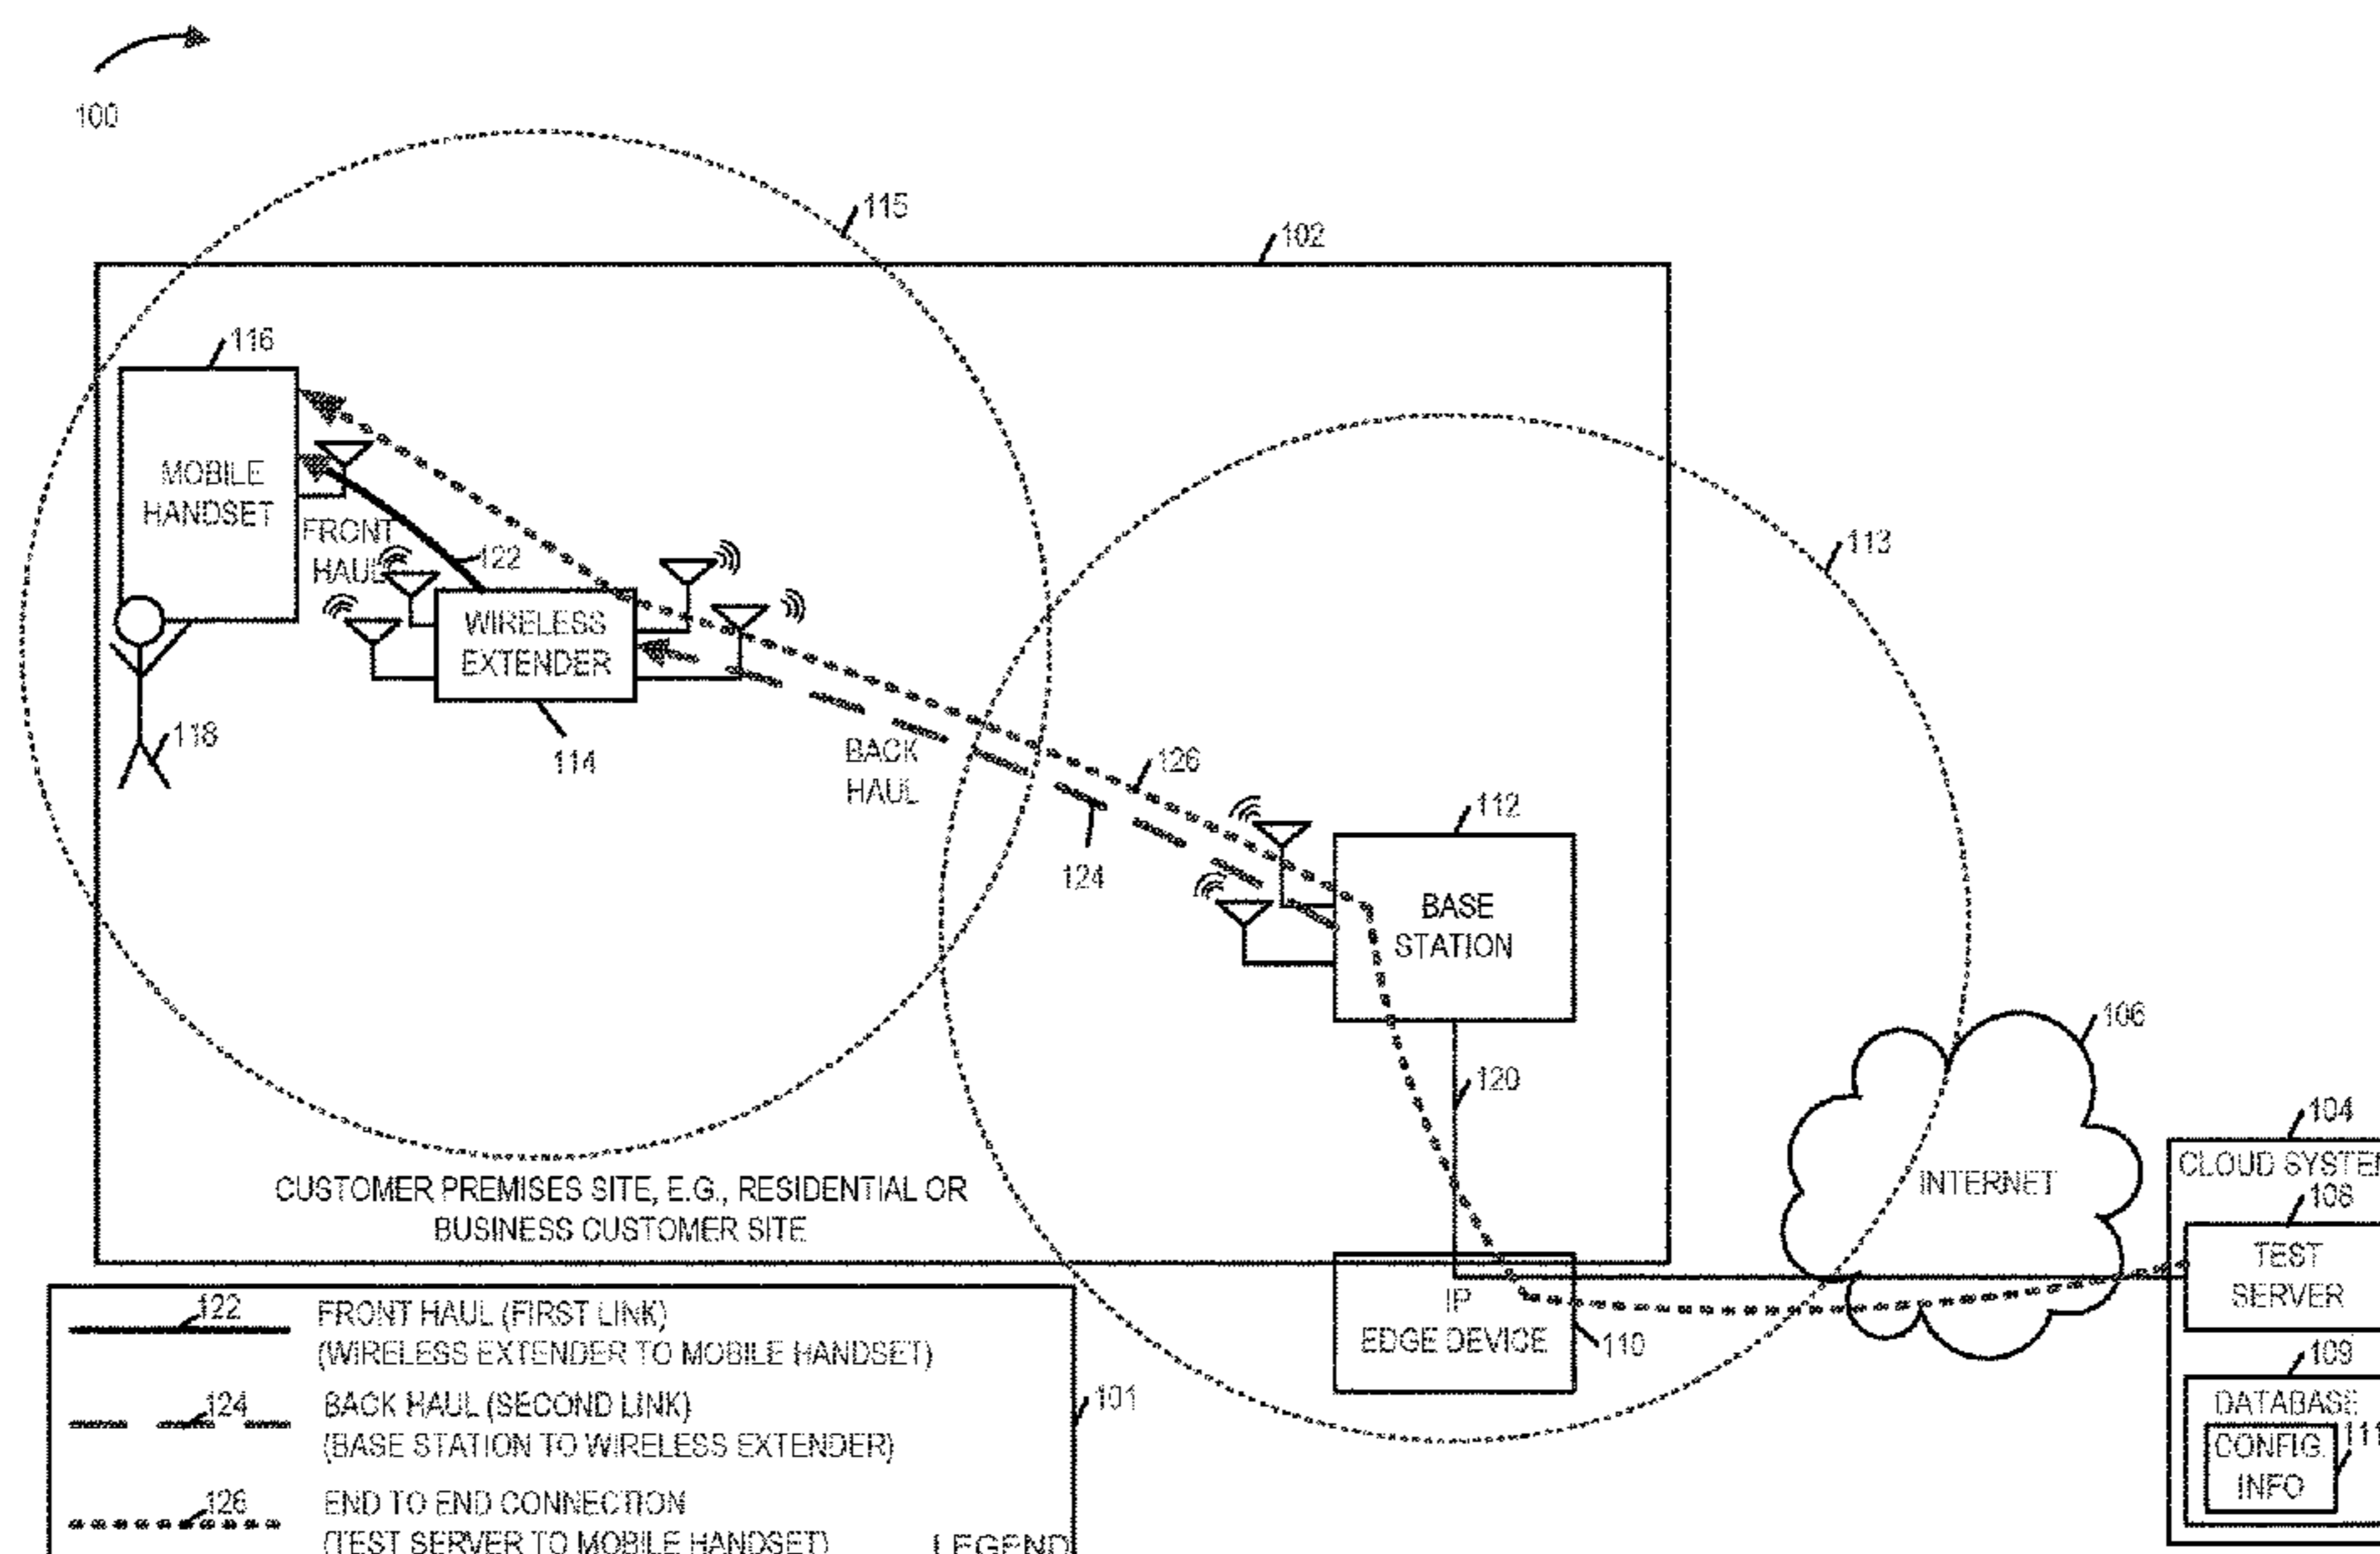 100
115
102
116
MOBILE
HANDSET
FRONT
HAUL
122
113
WIRELESS
EXTENDER
118
114
BACK
HAUL
126
124
112
BASE
STATION
106
120
104
CLOUD SYSTEM
108
INTERNET
TEST
SERVER
CUSTOMER PREMISES SITE, E.G., RESIDENTIAL OR
BUSINESS CUSTOMER SITE
IP
EDGE DEVICE
110
109
DATABASE
CONFIG.
INFO
111
122
FRONT HAUL (FIRST LINK)
(WIRELESS EXTENDER TO MOBILE HANDSET)
101
124
BACK HAUL (SECOND LINK)
(BASE STATION TO WIRELESS EXTENDER)
126
END TO END CONNECTION
(TEST SERVER TO MOBILE HANDSET)
LEGEND